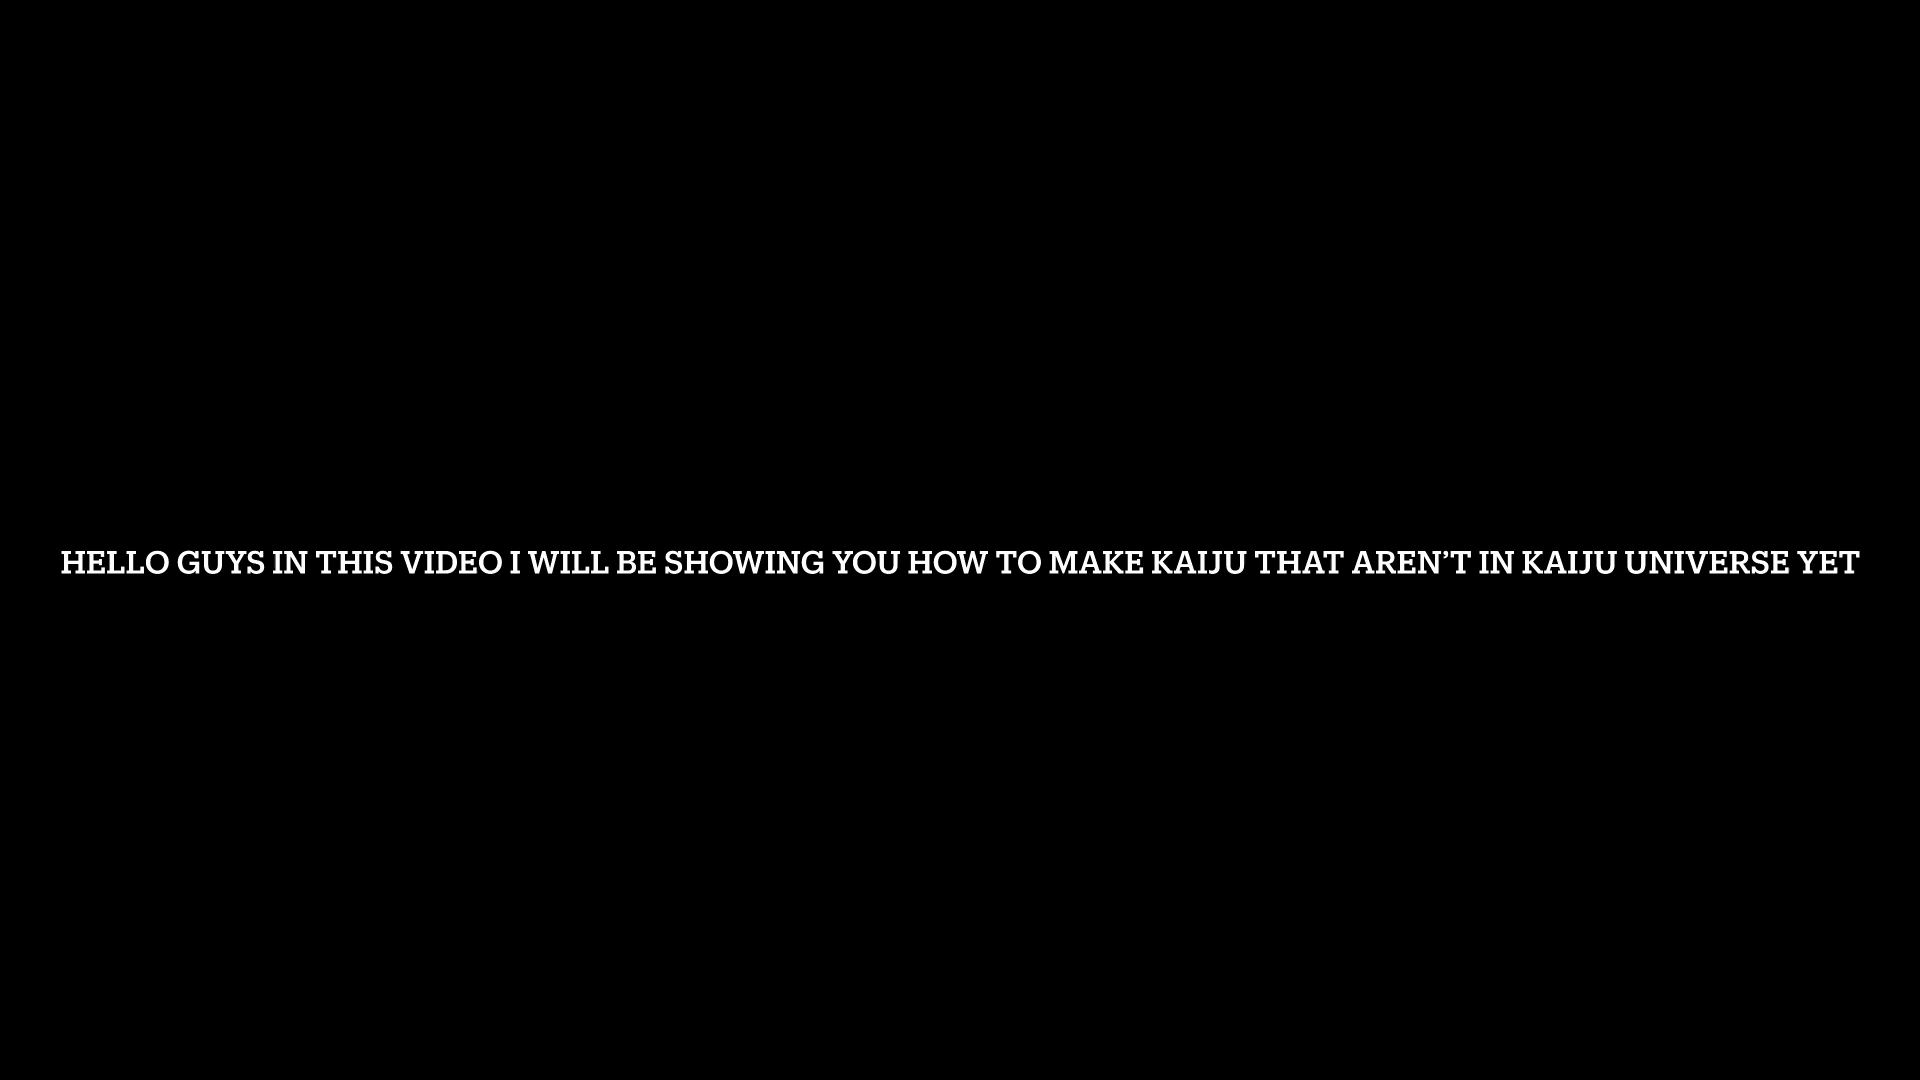 HELLO GUYS IN THIS VIDEO I WILL BE SHOWING YOU HOW TO MAKE KAIJU THAT AREN’T IN KAIJU UNIVERSE YET